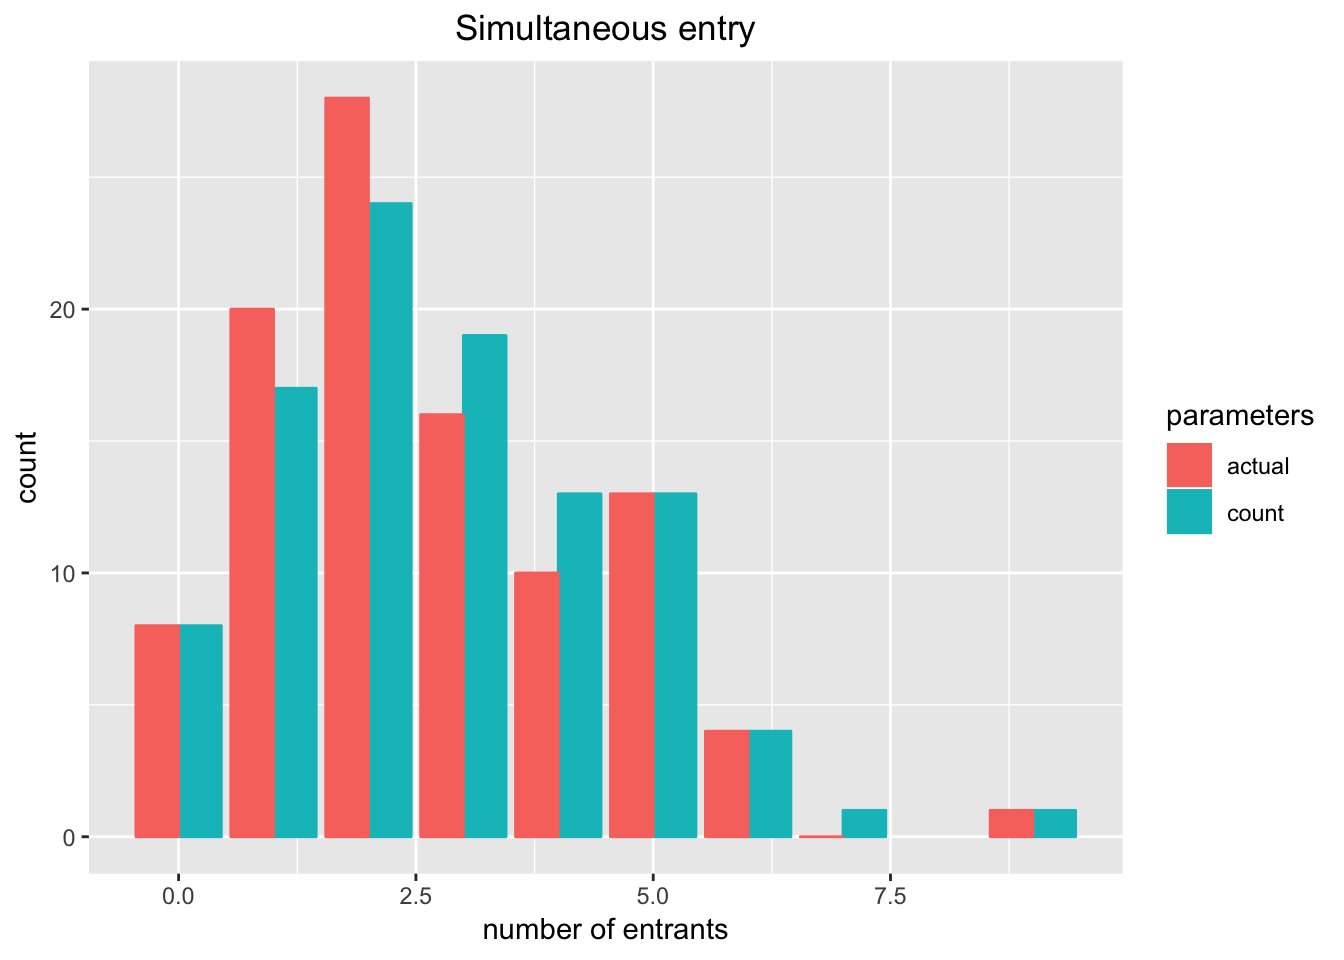 Simultaneous entry
count
20
10
0
0.0 2.5 5.0 7.5
number of entrants
parameters
actual
count